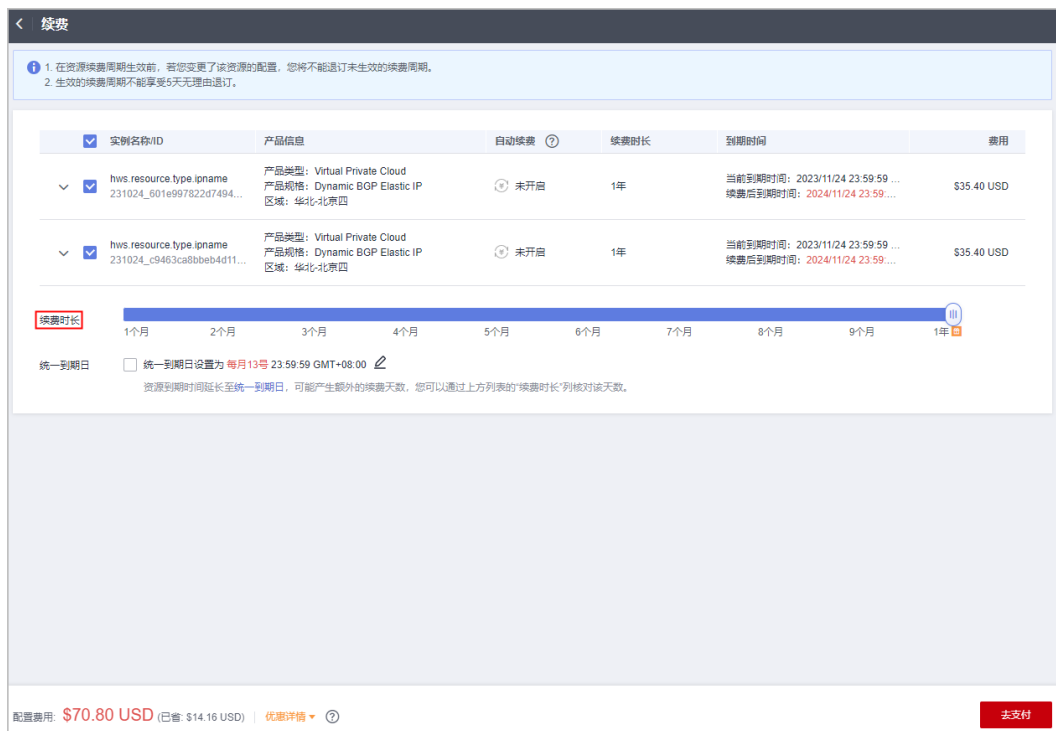 续费
1. 在资源续费周期生效前，若您变更了该资源的配置，您将不能退订未生效的续费周期。
2. 生效的续费周期不能享受5天无理由退订。
实例名称/ID 产品信息 自动续费 续费时长 到期时间 费用
hws.resource.type.ipname
231024_601e997822d7494...
产品类型：Virtual Private Cloud
产品规格：Dynamic BGP Elastic IP
区域：华北-北京四
未开启
1年
当前到期时间：2023/11/24 23:59:59 ...
续费后到期时间：2024/11/24 23:59:...
$35.40 USD
hws.resource.type.ipname
231024_c9463ca8bbeb4d11...
产品类型：Virtual Private Cloud
产品规格：Dynamic BGP Elastic IP
区域：华北-北京四
未开启
1年
当前到期时间：2023/11/24 23:59:59 ...
续费后到期时间：2024/11/24 23:59:...
$35.40 USD
续费时长
1个月 2个月 3个月 4个月 5个月 6个月 7个月 8个月 9个月 1年
统一到期日 统一到期日设置为 每月13号 23:59:59 GMT+08:00
资源到期时间延长至统一到期日，可能产生额外的续费天数，您可以通过上方列表的“续费时长”列核对该天数。
配置费用: $70.80 USD (已省: $14.16 USD) 优惠详情
去支付